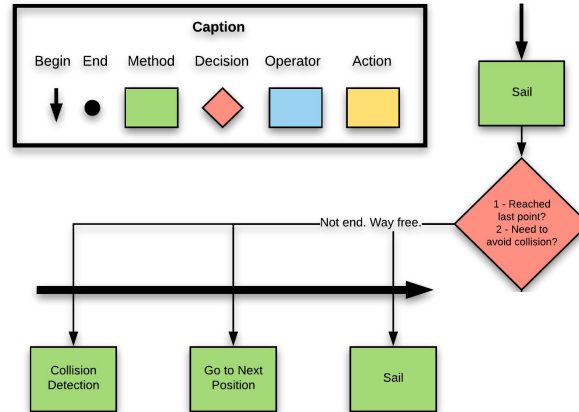 Caption
Begin End Method Decision Operator Action
Sail
1 - Reached
last point?
2 - Need to
avoid collision?
Not end. Way free.
Collision
Detection
Go to Next
Position
Sail